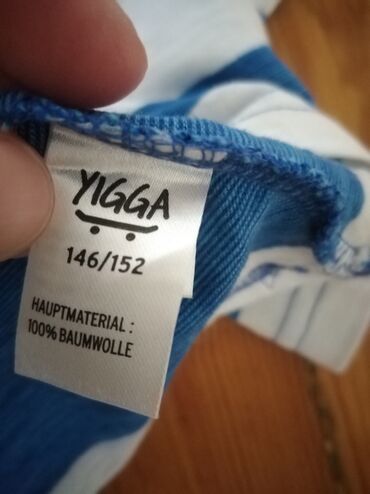 YIGGA
146/152
HAUPTMATERIAL :
100% BAUMWOLLE